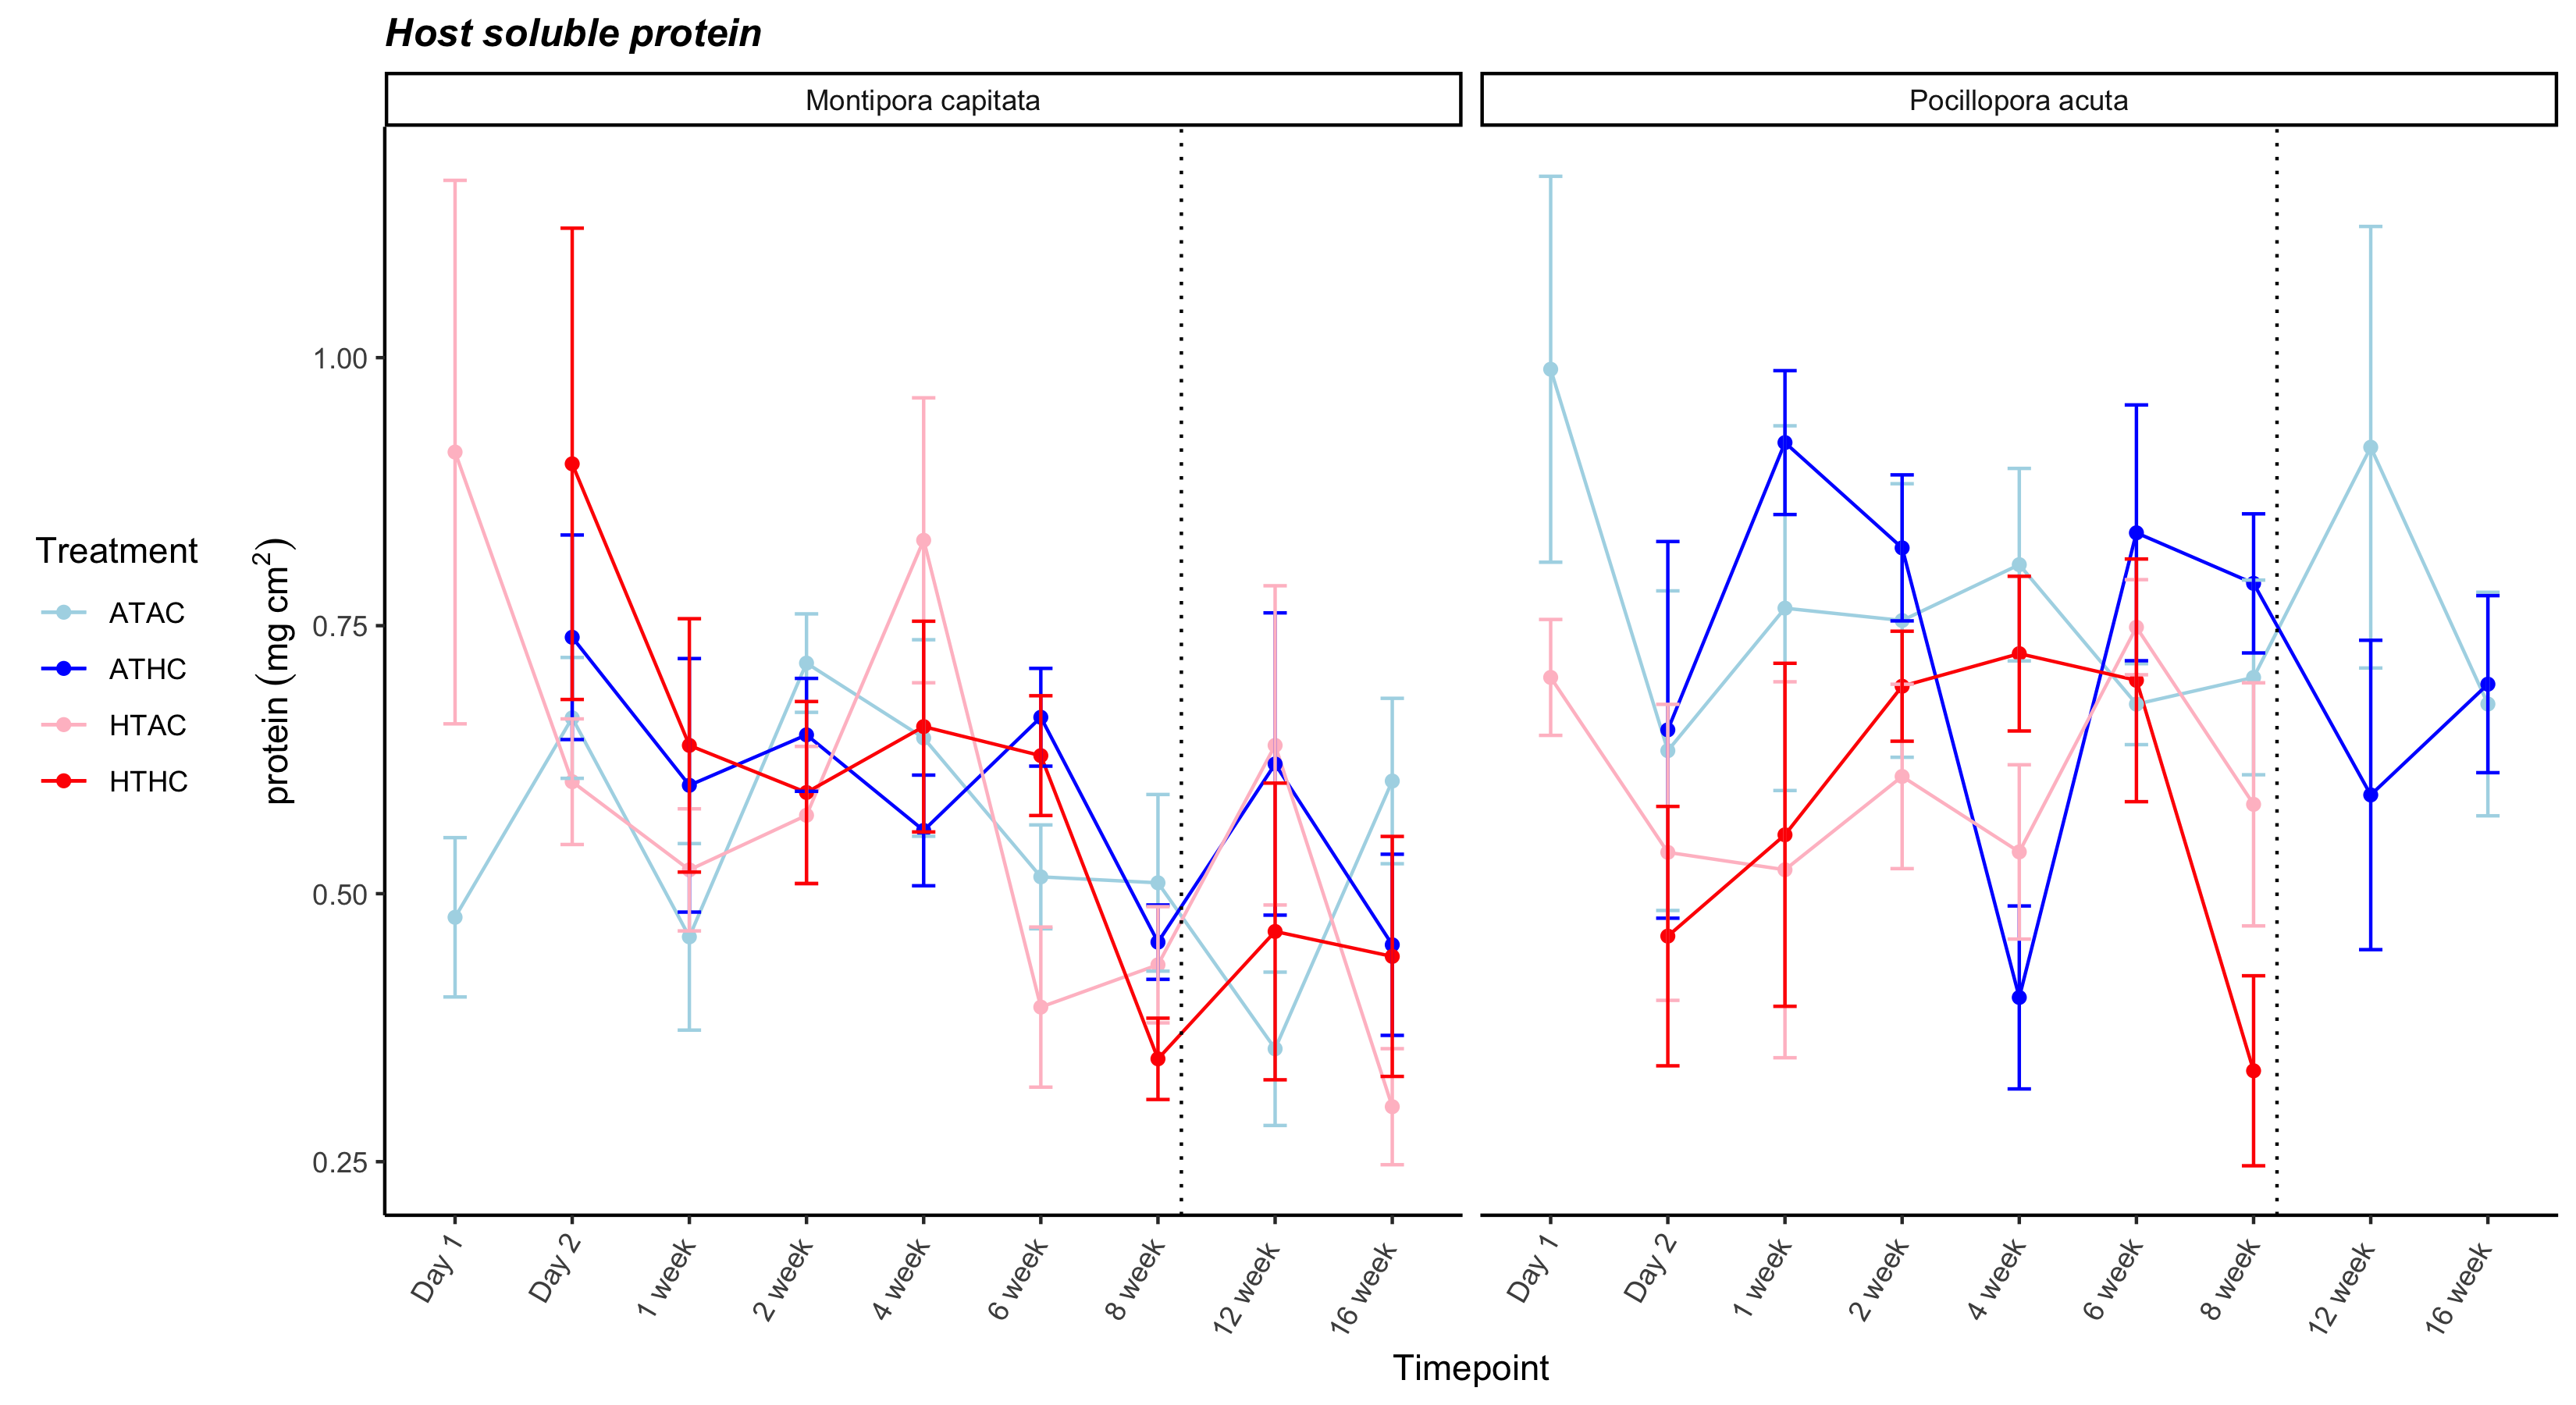 Host soluble protein
Montipora capitata
Pocillopora acuta
Treatment
ATAC
ATHC
HTAC
HTHC
protein (mg cm²)
1.00
0.75
0.50
0.25
Day 1
Day 2
1 week
2 week
4 week
6 week
8 week
12 week
16 week
Day 1
Day 2
1 week
2 week
4 week
6 week
8 week
12 week
16 week
Timepoint